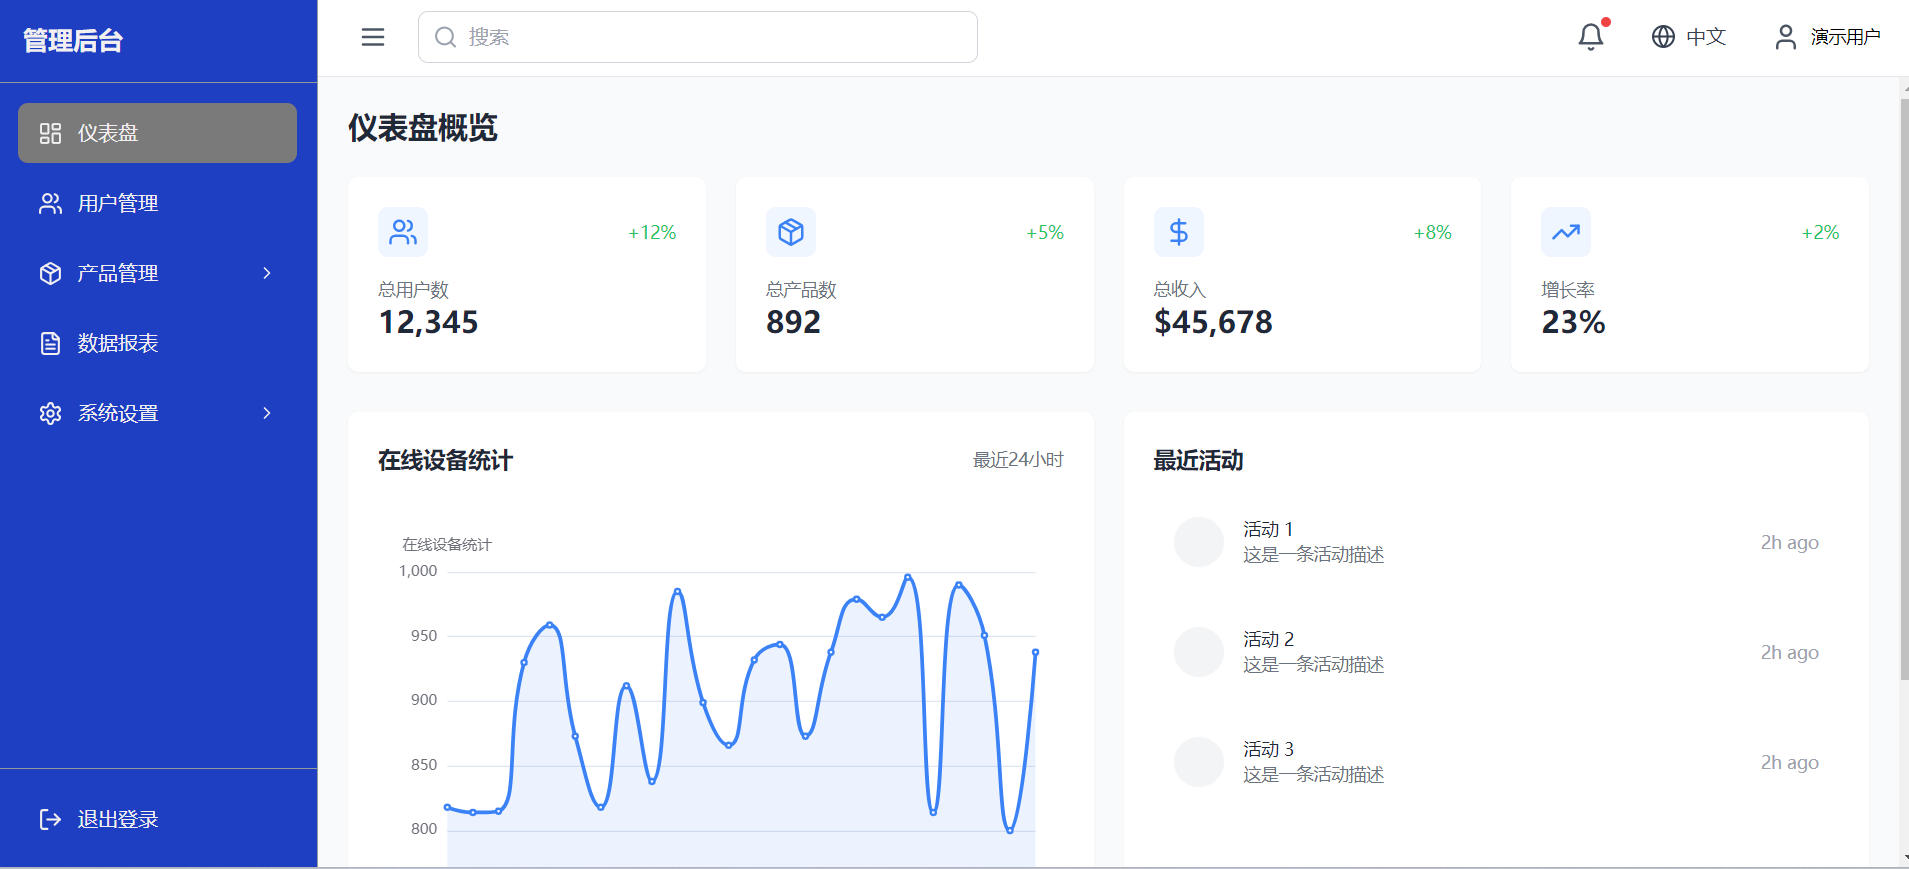 管理后台
搜索
中文
演示用户
仪表盘
用户管理
产品管理
数据报表
系统设置
退出登录
仪表盘概览
+12%
总用户数
12,345
+5%
总产品数
892
+8%
总收入
$45,678
+2%
增长率
23%
在线设备统计
最近24小时
在线设备统计
1,000
950
900
850
800
最近活动
活动 1
这是一条活动描述
2h ago
活动 2
这是一条活动描述
2h ago
活动 3
这是一条活动描述
2h ago